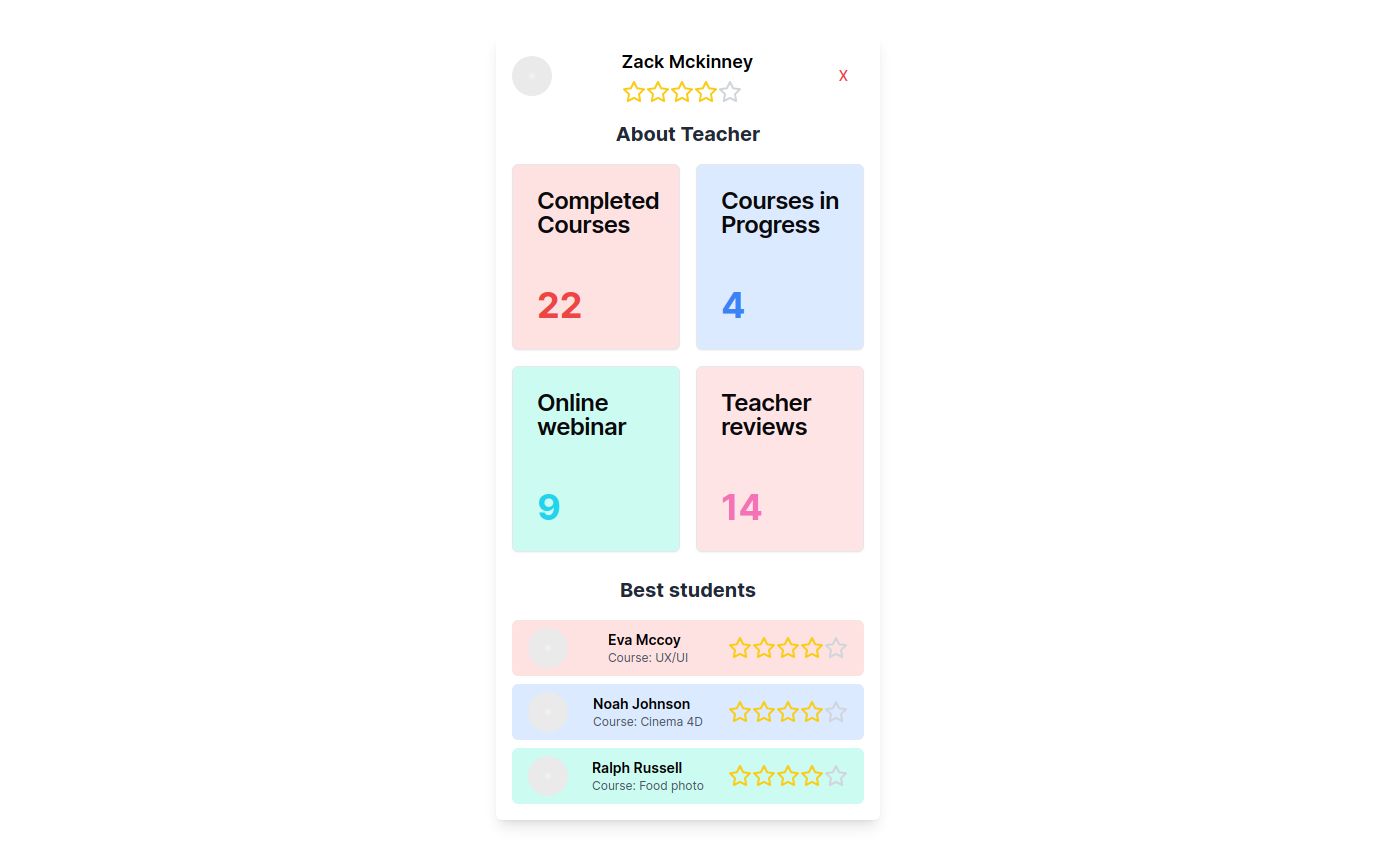 Zack Mckinney
X
About Teacher
Completed
Courses
22
Courses in
Progress
4
Online
webinar
9
Teacher
reviews
14
Best students
Eva Mccoy
Course: UX/UI
Noah Johnson
Course: Cinema 4D
Ralph Russell
Course: Food photo